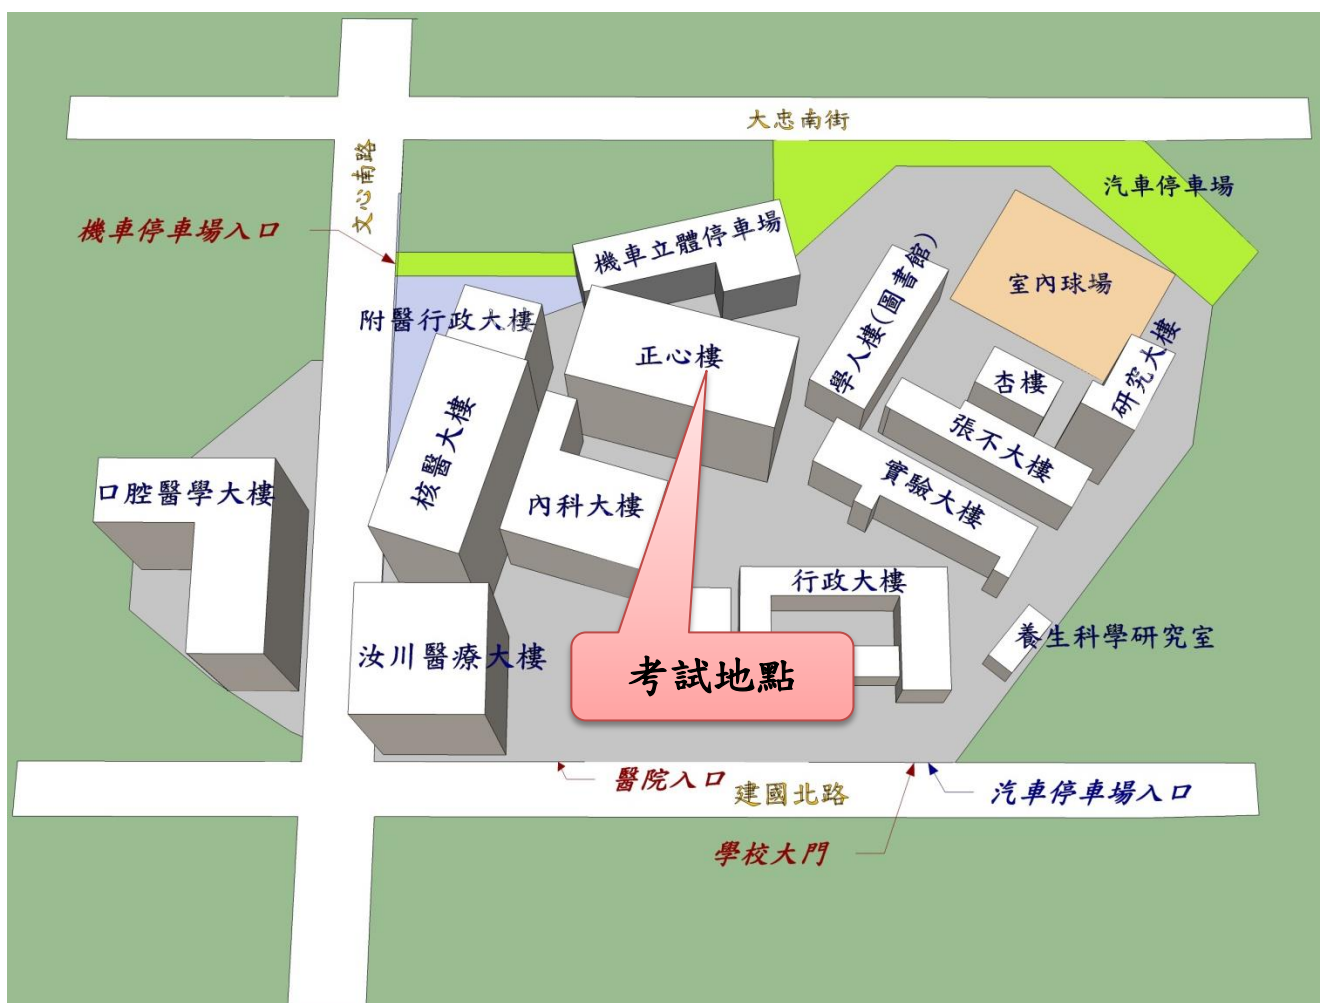 大忠南街
文心南路
汽車停車場
機車停車場入口
機車立體停車場
學人樓(圖書館)
室內球場
附醫行政大樓
正心樓
研究大樓
杏樓
核醫大樓
張不大樓
口腔醫學大樓
內科大樓
實驗大樓
行政大樓
養生科學研究室
汝川醫療大樓
考試地點
醫院入口
建國北路
汽車停車場入口
學校大門